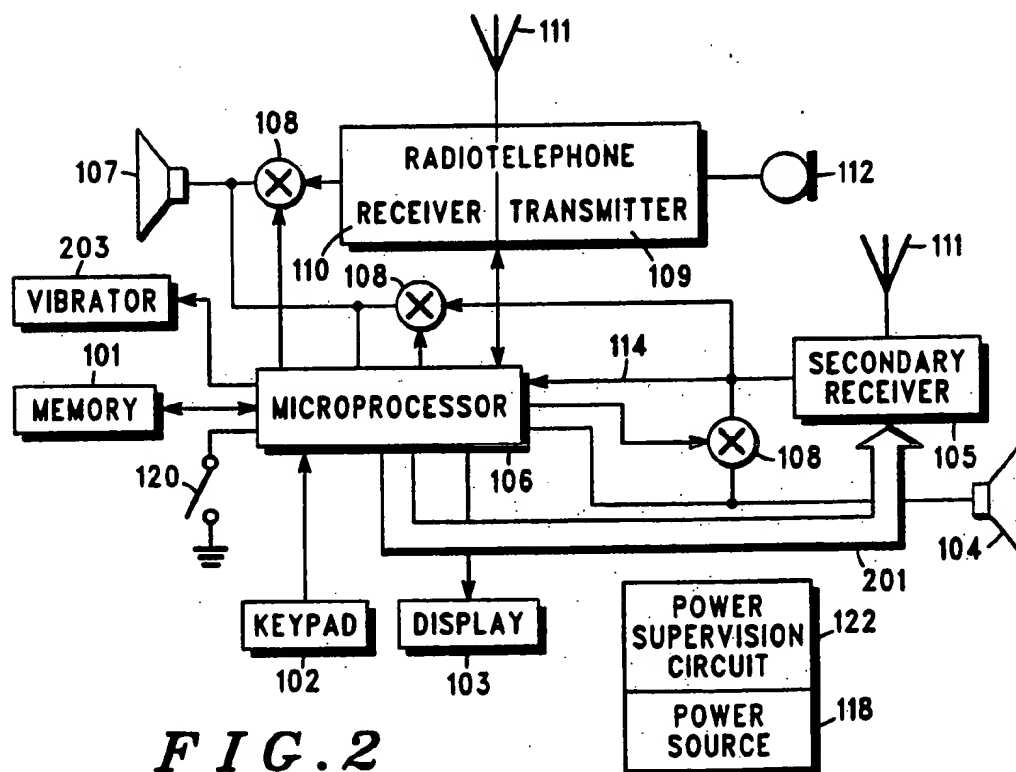 111
108
107
RADIOTELEPHONE
RECEIVER TRANSMITTER
112
110
109
203
VIBRATOR
108
111
101
MEMORY
MICROPROCESSOR
114
SECONDARY
RECEIVER
108
105
106
120
104
201
KEYPAD
DISPLAY
102
103
POWER
SUPERVISION
CIRCUIT
122
POWER
SOURCE
118
FIG.2